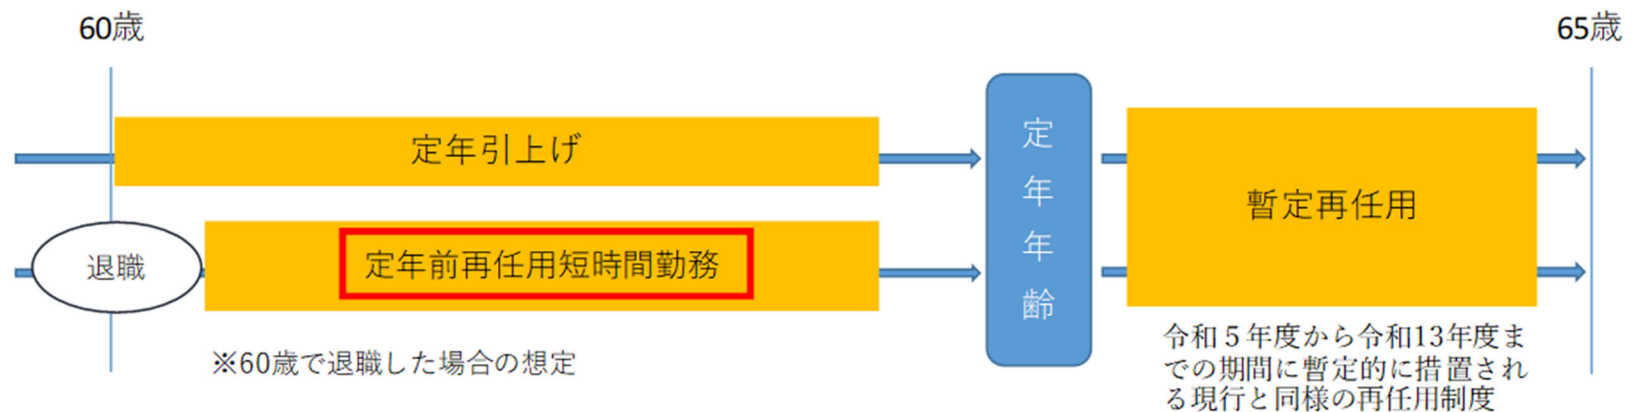 60歳
65歳
定年引上げ
定年年齢
暫定再任用
退職
定年前再任用短時間勤務
※60歳で退職した場合の想定
令和５年度から令和13年度ま
での期間に暫定的に措置され
る現行と同様の再任用制度